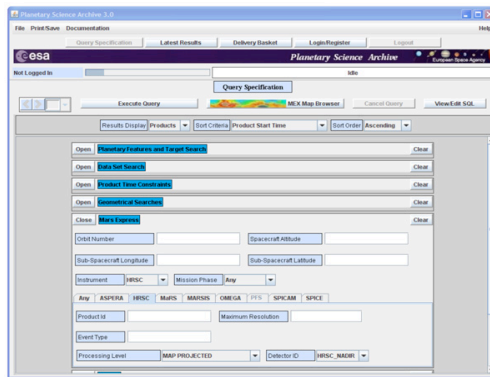 Planetary Science Archive 3.0
File Print/Save Documentation Help
Query Specification Latest Results Delivery Basket Login/Register Logout
esa Planetary Science Archive European Space Agency
Not Logged In Idle
Query Specification
Execute Query MEX Map Browser Cancel Query View/Edit SQL
Results Display Products Sort Criteria Product Start Time Sort Order Ascending
Open Planetary Features and Target Search Clear
Open Data Set Search Clear
Open Product Time Constraints Clear
Open Geometrical Searches Clear
Close Mars Express Clear
Orbit Number Spacecraft Altitude
Sub-Spacecraft Longitude Sub-Spacecraft Latitude
Instrument HRSC Mission Phase Any
Any ASPERA HRSC MaRS MARSIS OMEGA PFS SPICAM SPICE
Product Id Maximum Resolution
Event Type
Processing Level MAP PROJECTED Detector ID HRSC_NADIR